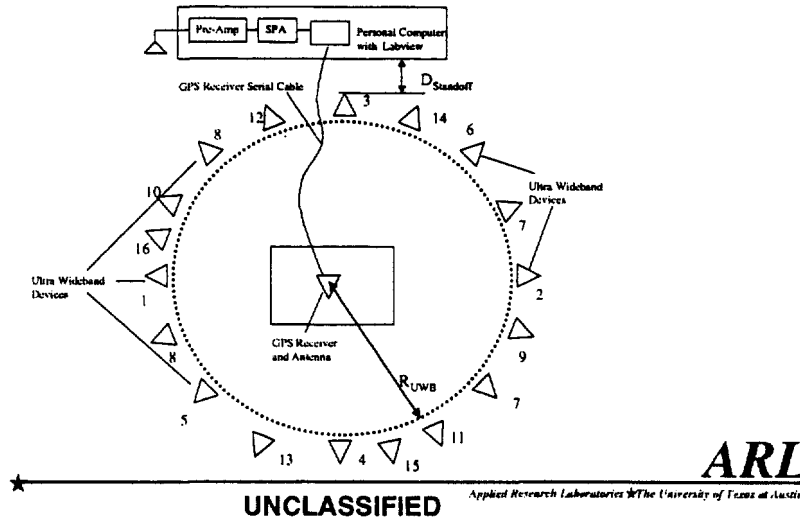 Pre-Amp
SPA
Personal Computer
with Labview
GPS Receiver Serial Cable
D Standoff
3
12
14
8
6
10
Ultra Wideband
Devices
7
16
Ultra Wideband
Devices
1
2
8
9
GPS Receiver
and Antenna
R UWB
5
7
13
4
15
11
ARL
Applied Research Laboratories ★The University of Texas at Austin
UNCLASSIFIED